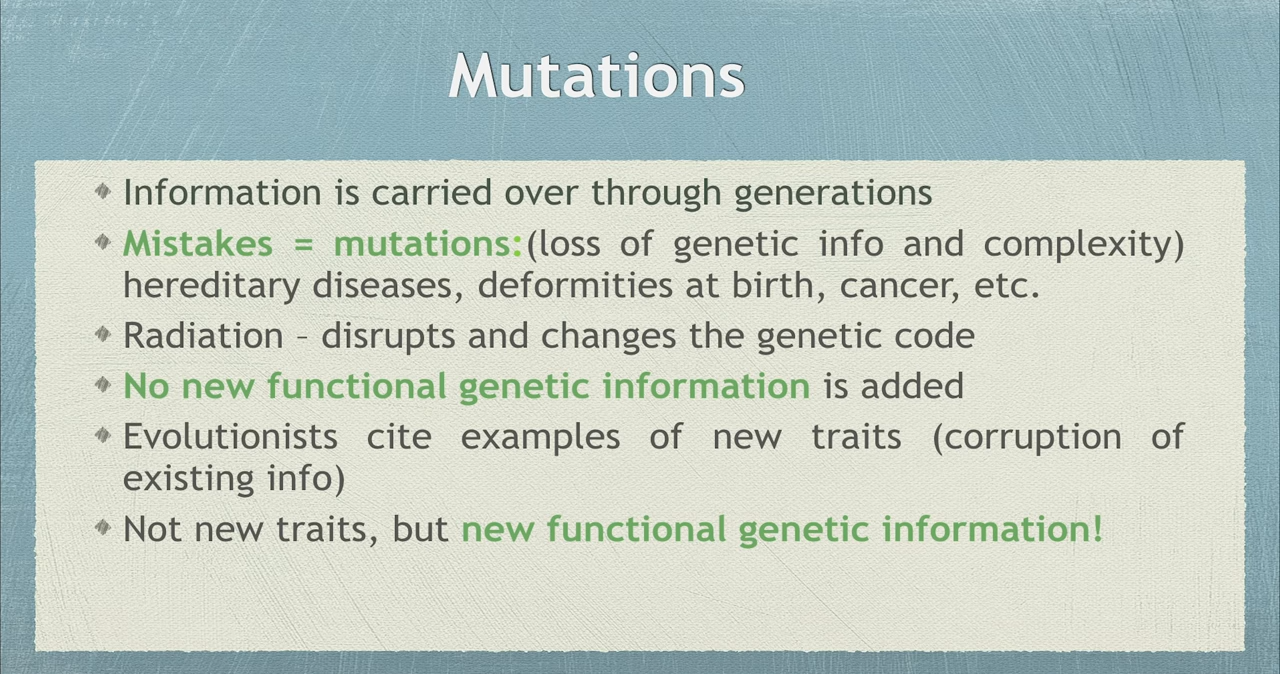 Mutations
Information is carried over through generations
Mistakes = mutations:(loss of genetic info and complexity)
hereditary diseases, deformities at birth, cancer, etc.
Radiation – disrupts and changes the genetic code
No new functional genetic information is added
Evolutionists cite examples of new traits (corruption of
existing info)
Not new traits, but new functional genetic information!